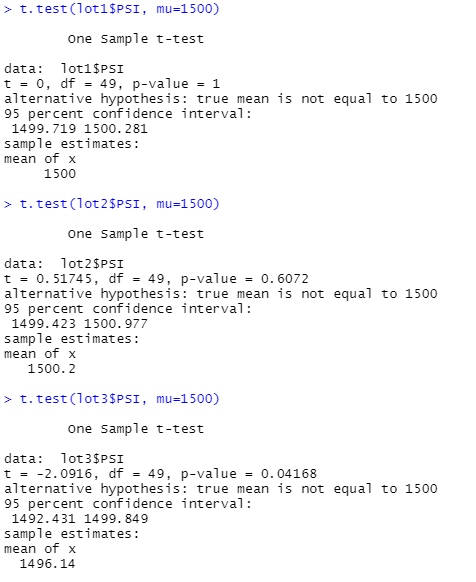 > t.test(lot1$PSI, mu=1500)
One Sample t-test
data: lot1$PSI
t = 0, df = 49, p-value = 1
alternative hypothesis: true mean is not equal to 1500
95 percent confidence interval:
1499.719 1500.281
sample estimates:
mean of x
1500
> t.test(lot2$PSI, mu=1500)
One Sample t-test
data: lot2$PSI
t = 0.51745, df = 49, p-value = 0.6072
alternative hypothesis: true mean is not equal to 1500
95 percent confidence interval:
1499.423 1500.977
sample estimates:
mean of x
1500.2
> t.test(lot3$PSI, mu=1500)
One Sample t-test
data: lot3$PSI
t = -2.0916, df = 49, p-value = 0.04168
alternative hypothesis: true mean is not equal to 1500
95 percent confidence interval:
1492.431 1499.849
sample estimates:
mean of x
1496.14